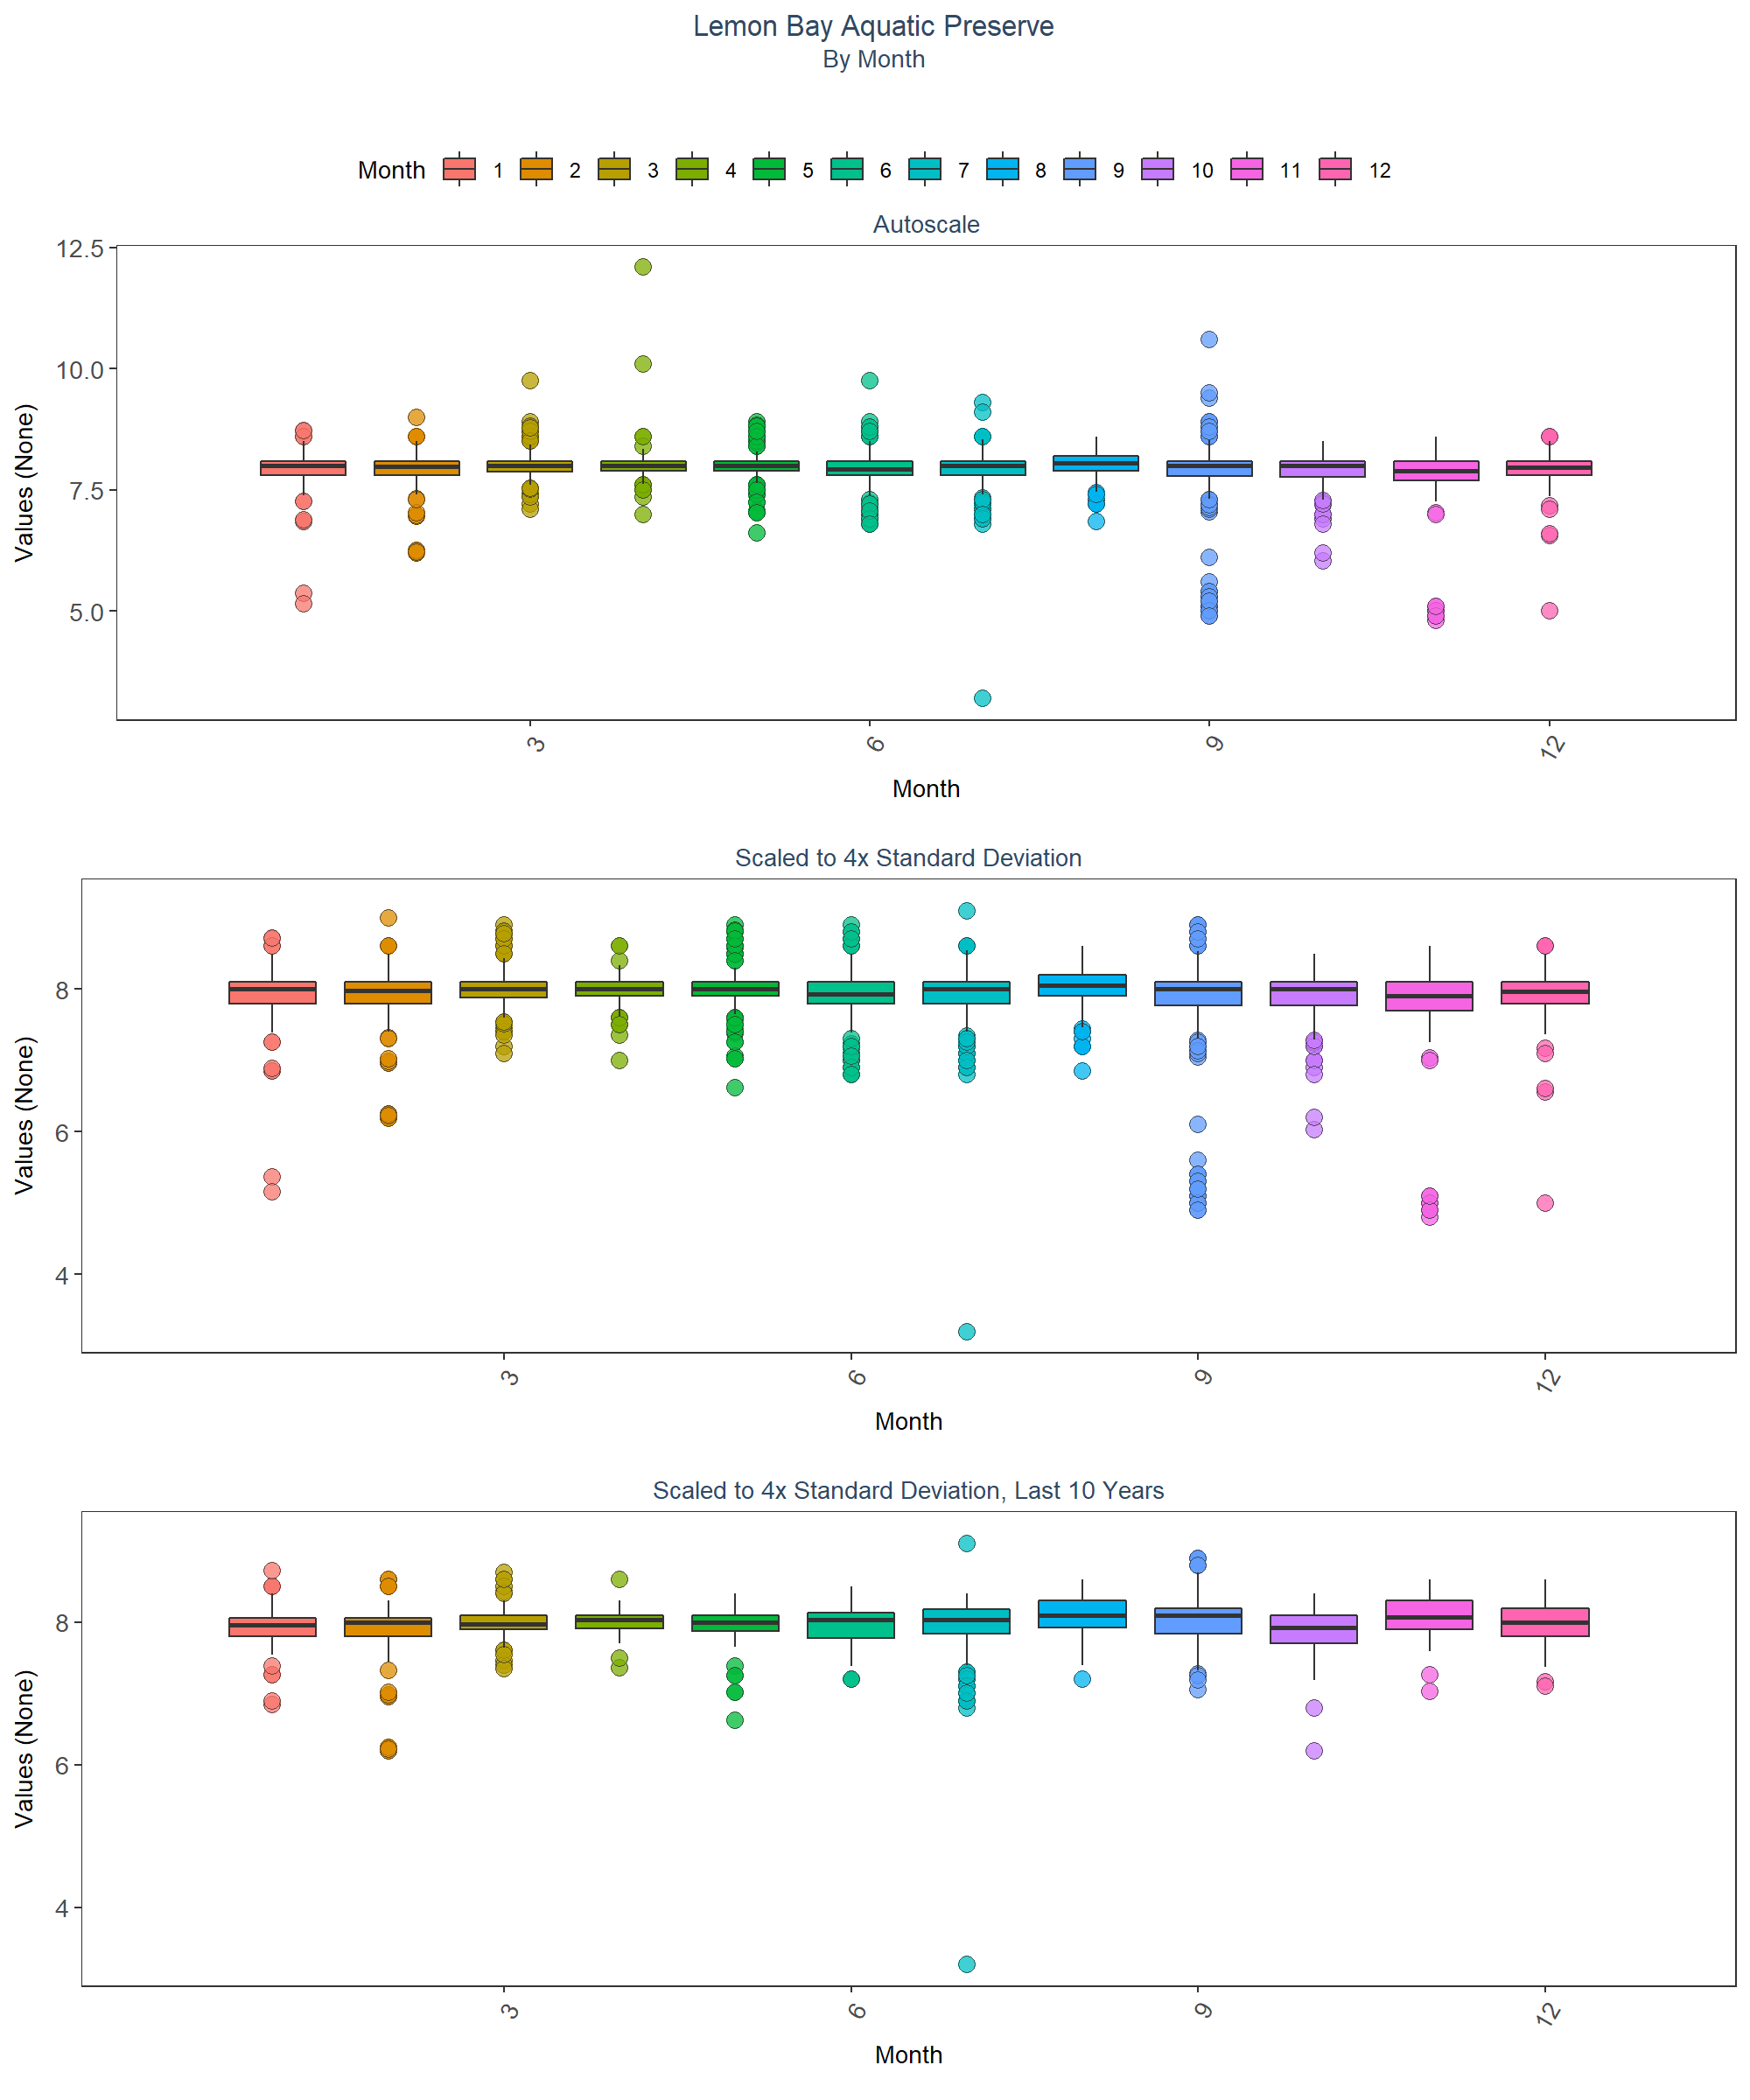 Lemon Bay Aquatic Preserve
By Month
Month 1 2 3 4 5 6 7 8 9 10 11 12
Autoscale
Values (None)
12.5
10.0
7.5
5.0
3 6 9 12
Month
Scaled to 4x Standard Deviation
Values (None)
8
6
4
3 6 9 12
Month
Scaled to 4x Standard Deviation, Last 10 Years
Values (None)
8
6
4
3 6 9 12
Month